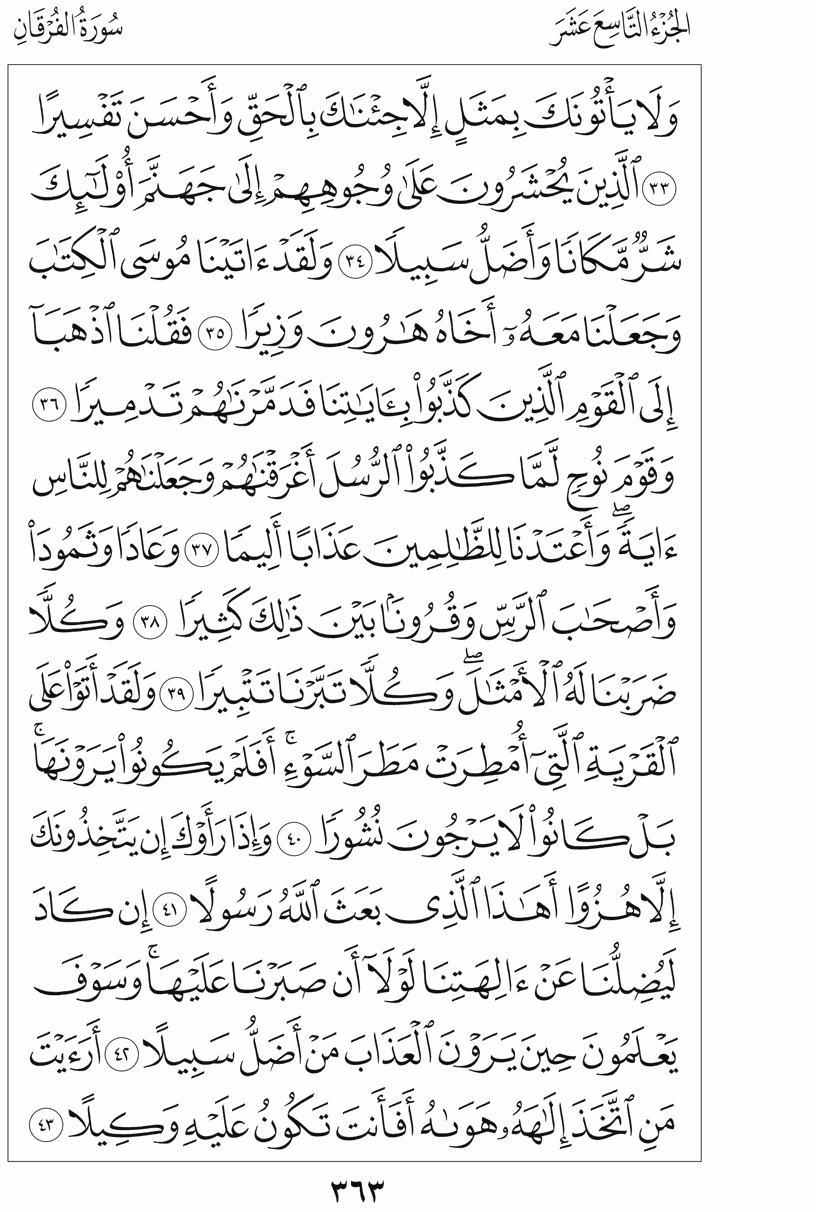 الجُزْءُ التَّاسِعَ عَشَرَ
سُورَةُ الفُرْقَانِ
وَلَا يَأْتُونَكَ بِمَثَلٍ إِلَّا جِئْنَٰكَ بِٱلْحَقِّ وَأَحْسَنَ تَفْسِيرًا
٣٣ ٱلَّذِينَ يُحْشَرُونَ عَلَىٰ وُجُوهِهِمْ إِلَىٰ جَهَنَّمَ أُو۟لَٰٓئِكَ
شَرٌّ مَّكَانًا وَأَضَلُّ سَبِيلًا ٣٤ وَلَقَدْ ءَاتَيْنَا مُوسَى ٱلْكِتَٰبَ
وَجَعَلْنَا مَعَهُۥٓ أَخَاهُ هَٰرُونَ وَزِيرًا ٣٥ فَقُلْنَا ٱذْهَبَآ
إِلَى ٱلْقَوْمِ ٱلَّذِينَ كَذَّبُوا۟ بِـَٔايَٰتِنَا فَدَمَّرْنَٰهُمْ تَدْمِيرًا ٣٦
وَقَوْمَ نُوحٍ لَّمَّا كَذَّبُوا۟ ٱلرُّسُلَ أَغْرَقْنَٰهُمْ وَجَعَلْنَٰهُمْ لِلنَّاسِ
ءَايَةً ۖ وَأَعْتَدْنَا لِلظَّٰلِمِينَ عَذَابًا أَلِيمًا ٣٧ وَعَادًا وَثَمُودَا۟
وَأَصْحَٰبَ ٱلرَّسِّ وَقُرُونًۢا بَيْنَ ذَٰلِكَ كَثِيرًا ٣٨ وَكُلًّا
ضَرَبْنَا لَهُ ٱلْأَمْثَٰلَ ۖ وَكُلًّا تَبَّرْنَا تَتْبِيرًا ٣٩ وَلَقَدْ أَتَوْا۟ عَلَى
ٱلْقَرْيَةِ ٱلَّتِىٓ أُمْطِرَتْ مَطَرَ ٱلسَّوْءِ ۚ أَفَلَمْ يَكُونُوا۟ يَرَوْنَهَا ۚ
بَلْ كَانُوا۟ لَا يَرْجُونَ نُشُورًا ٤٠ وَإِذَا رَأَوْكَ إِن يَتَّخِذُونَكَ
إِلَّا هُزُوًا أَهَٰذَا ٱلَّذِى بَعَثَ ٱللَّهُ رَسُولًا ٤١ إِن كَادَ
لَيُضِلُّنَا عَنْ ءَالِهَتِنَا لَوْلَآ أَن صَبَرْنَا عَلَيْهَا ۚ وَسَوْفَ
يَعْلَمُونَ حِينَ يَرَوْنَ ٱلْعَذَابَ مَنْ أَضَلُّ سَبِيلًا ٤٢ أَرَءَيْتَ
مَنِ ٱتَّخَذَ إِلَٰهَهُۥ هَوَىٰهُ أَفَأَنتَ تَكُونُ عَلَيْهِ وَكِيلًا ٤٣
٣٦٣